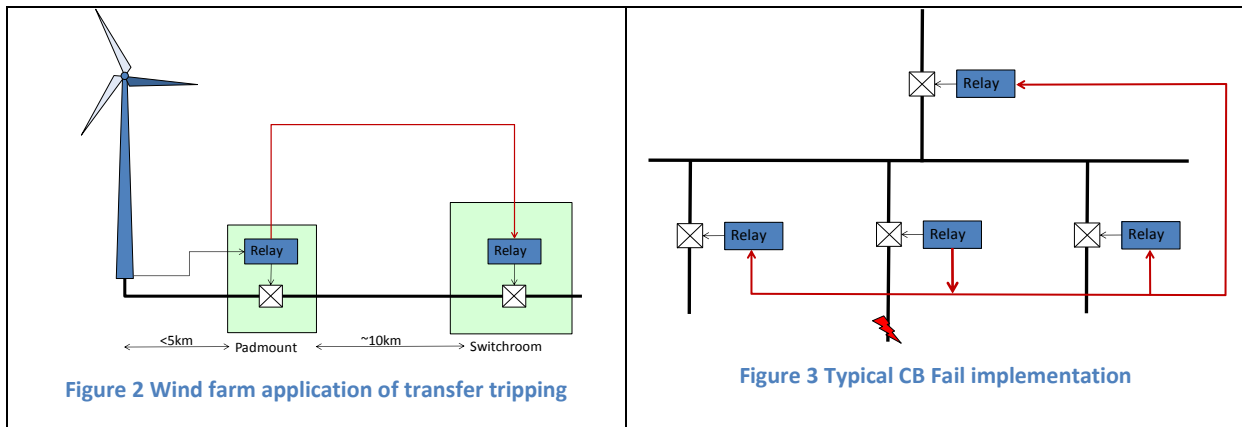 Relay
Relay
<5km
Padmount
~10km
Switchroom
Figure 2 Wind farm application of transfer tripping
Relay
Relay
Relay
Relay
Figure 3 Typical CB Fail implementation